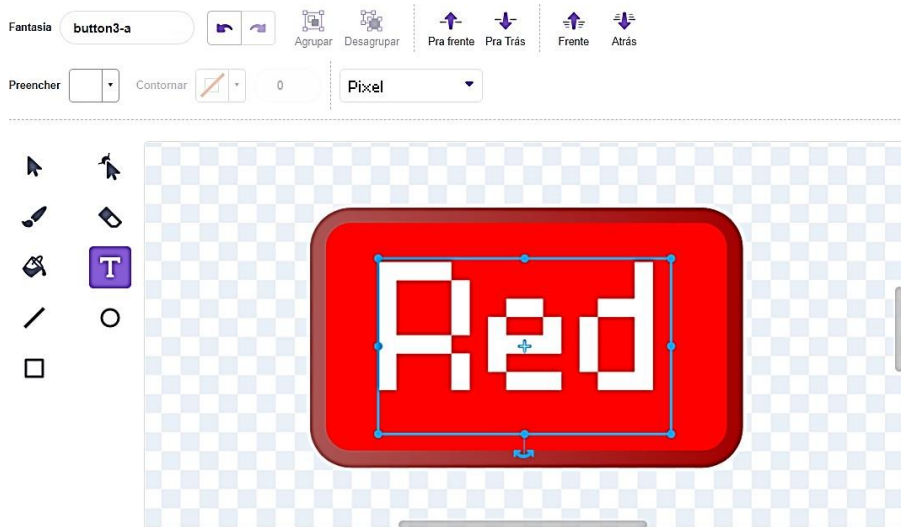 Fantasia button3-a
Agrupar Desagrupar Pra frente Pra Trás Frente Atrás
Preencher Contornar 0 Pixel
T
Red